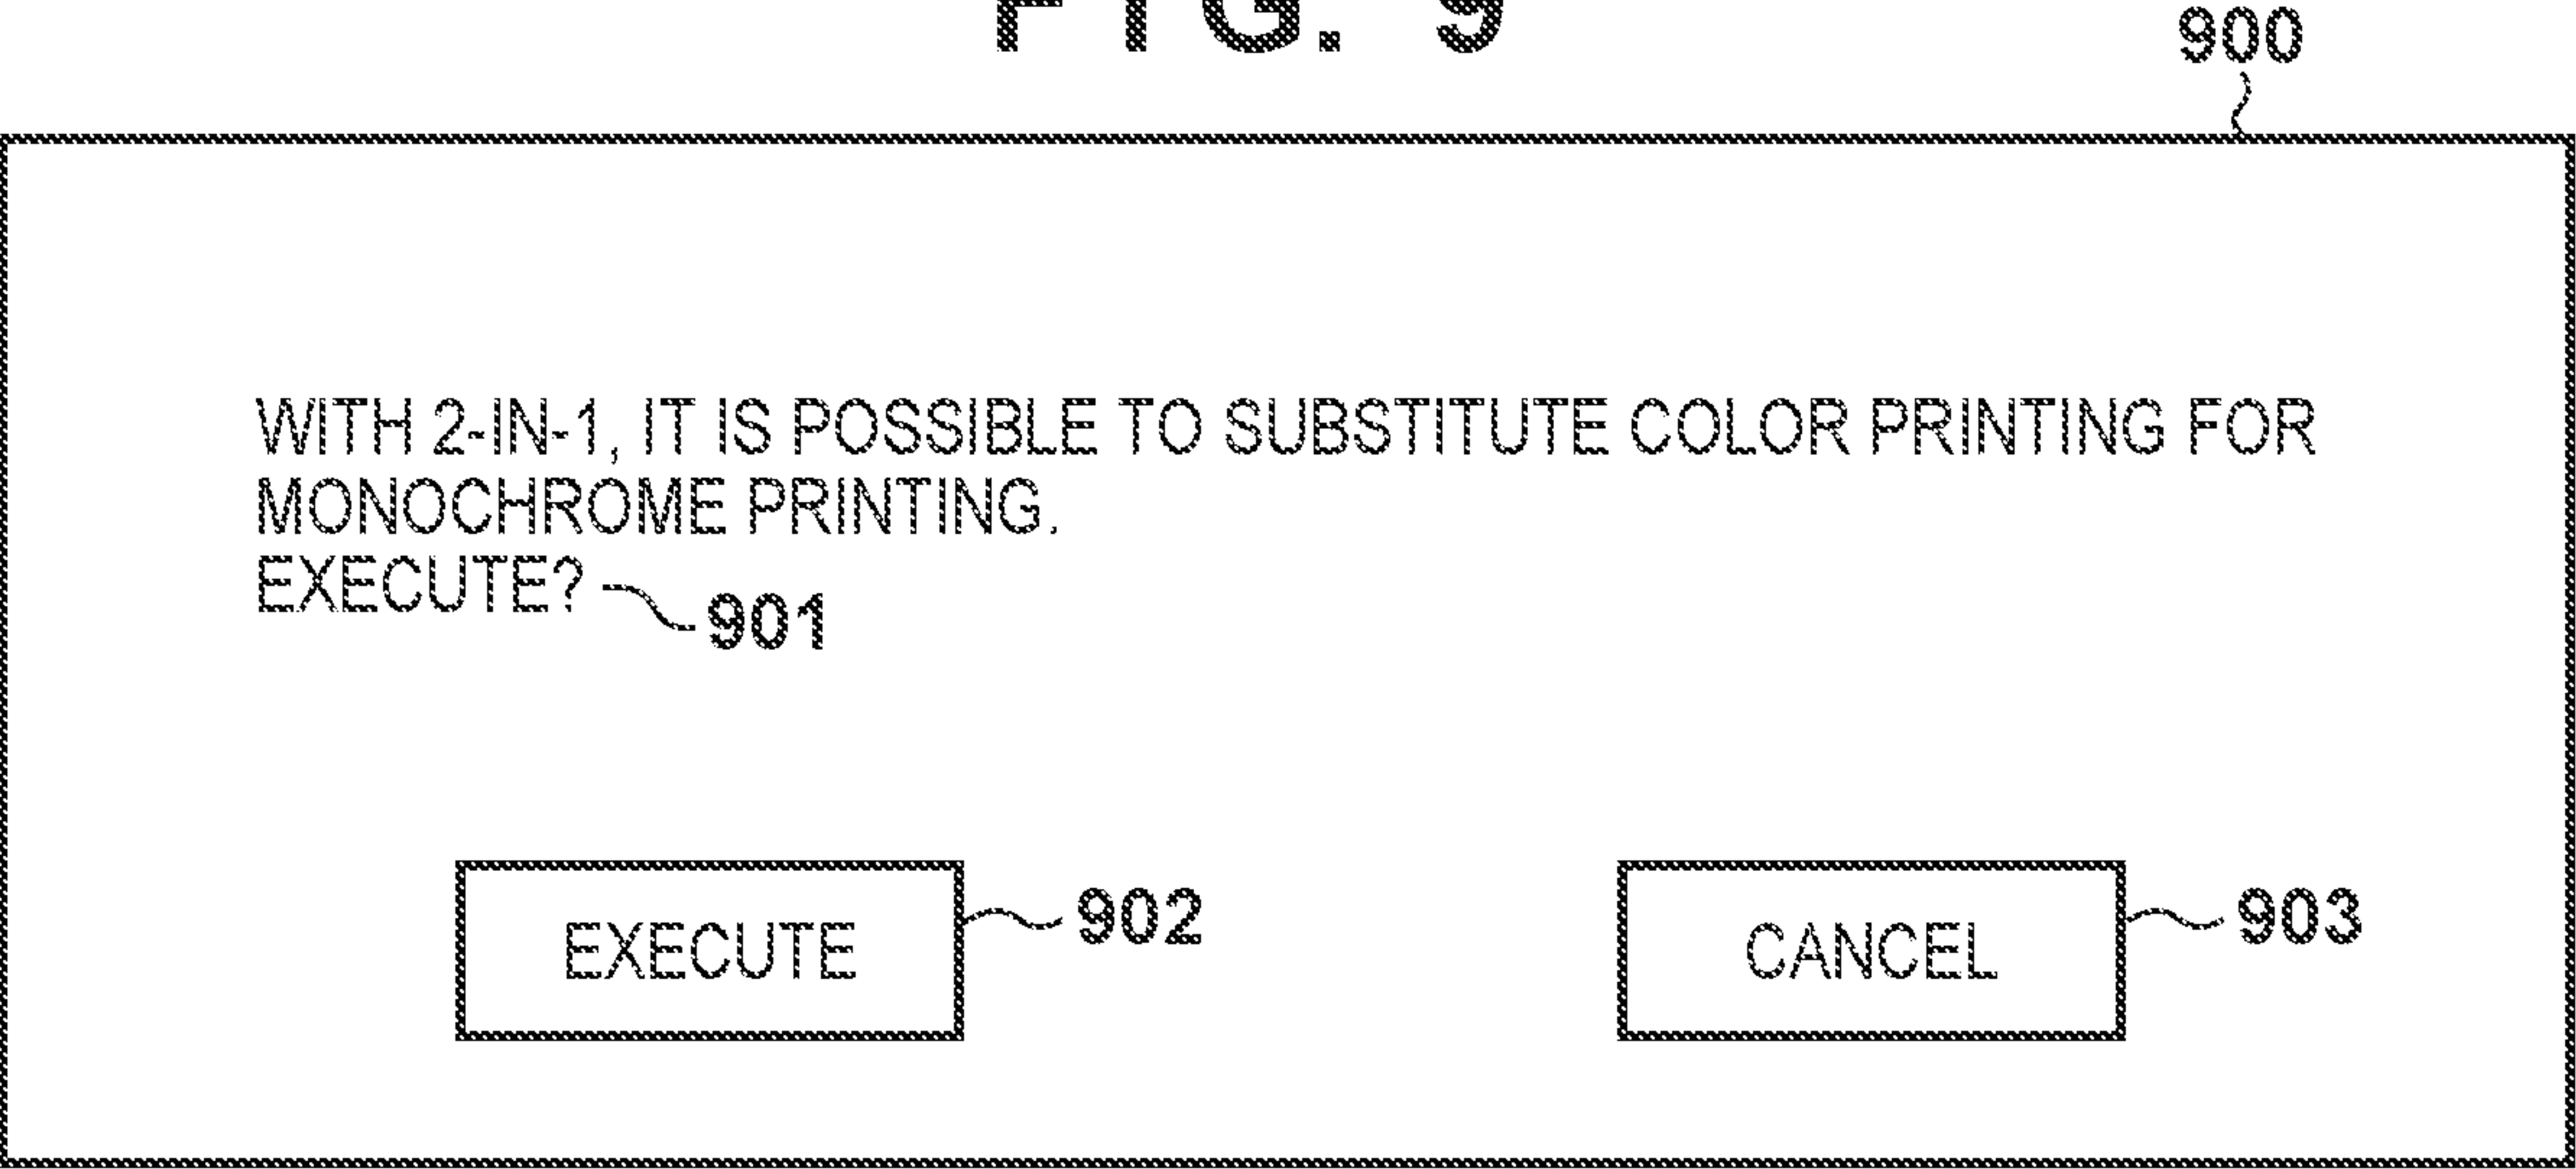 FIG. 9
900
WITH 2-IN-1, IT IS POSSIBLE TO SUBSTITUTE COLOR PRINTING FOR
MONOCHROME PRINTING.
EXECUTE?
901
EXECUTE
902
CANCEL
903